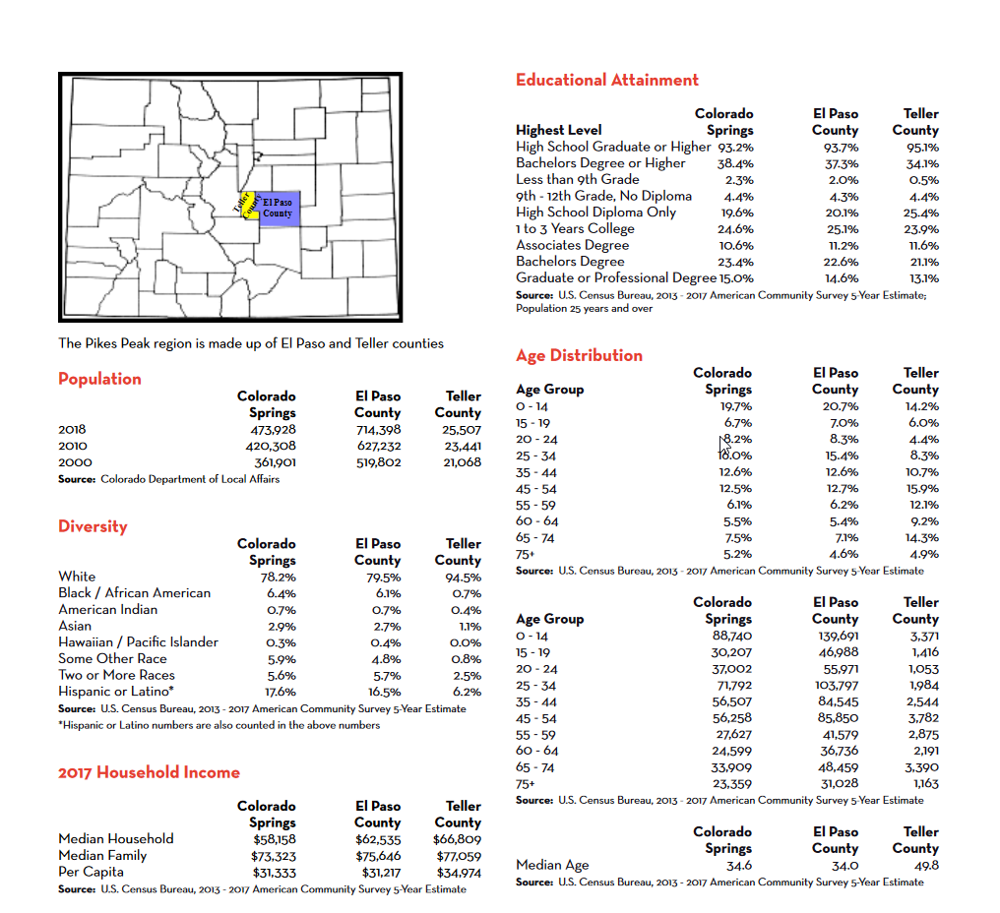 Teller
County
El Paso
County
The Pikes Peak region is made up of El Paso and Teller counties
Population
Colorado Springs El Paso County Teller County
2018 473,928 714,398 25,507
2010 420,308 627,232 23,441
2000 361,901 519,802 21,068
Source: Colorado Department of Local Affairs
Diversity
Colorado Springs El Paso County Teller County
White 78.2% 79.5% 94.5%
Black / African American 6.4% 6.1% 0.7%
American Indian 0.7% 0.7% 0.4%
Asian 2.9% 2.7% 1.1%
Hawaiian / Pacific Islander 0.3% 0.4% 0.0%
Some Other Race 5.9% 4.8% 0.8%
Two or More Races 5.6% 5.7% 2.5%
Hispanic or Latino* 17.6% 16.5% 6.2%
Source: U.S. Census Bureau, 2013 - 2017 American Community Survey 5-Year Estimate
*Hispanic or Latino numbers are also counted in the above numbers
2017 Household Income
Colorado Springs El Paso County Teller County
Median Household $58,158 $62,535 $66,809
Median Family $73,323 $75,646 $77,059
Per Capita $31,333 $31,217 $34,974
Source: U.S. Census Bureau, 2013 - 2017 American Community Survey 5-Year Estimate
Educational Attainment
Colorado El Paso Teller
Highest Level Springs County County
High School Graduate or Higher 93.2% 93.7% 95.1%
Bachelors Degree or Higher 38.4% 37.3% 34.1%
Less than 9th Grade 2.3% 2.0% 0.5%
9th - 12th Grade, No Diploma 4.4% 4.3% 4.4%
High School Diploma Only 19.6% 20.1% 25.4%
1 to 3 Years College 24.6% 25.1% 23.9%
Associates Degree 10.6% 11.2% 11.6%
Bachelors Degree 23.4% 22.6% 21.1%
Graduate or Professional Degree 15.0% 14.6% 13.1%
Source: U.S. Census Bureau, 2013 - 2017 American Community Survey 5-Year Estimate;
Population 25 years and over
Age Distribution
Colorado El Paso Teller
Age Group Springs County County
0 - 14 19.7% 20.7% 14.2%
15 - 19 6.7% 7.0% 6.0%
20 - 24 8.2% 8.3% 4.4%
25 - 34 16.0% 15.4% 8.3%
35 - 44 12.6% 12.6% 10.7%
45 - 54 12.5% 12.7% 15.9%
55 - 59 6.1% 6.2% 12.1%
60 - 64 5.5% 5.4% 9.2%
65 - 74 7.5% 7.1% 14.3%
75+ 5.2% 4.6% 4.9%
Source: U.S. Census Bureau, 2013 - 2017 American Community Survey 5-Year Estimate
Colorado El Paso Teller
Age Group Springs County County
0 - 14 88,740 139,691 3,371
15 - 19 30,207 46,988 1,416
20 - 24 37,002 55,971 1,053
25 - 34 71,792 103,797 1,984
35 - 44 56,507 84,545 2,544
45 - 54 56,258 85,850 3,782
55 - 59 27,627 41,579 2,875
60 - 64 24,599 36,736 2,191
65 - 74 33,909 48,459 3,390
75+ 23,359 31,028 1,163
Source: U.S. Census Bureau, 2013 - 2017 American Community Survey 5-Year Estimate
Colorado El Paso Teller
Springs County County
Median Age 34.6 34.0 49.8
Source: U.S. Census Bureau, 2013 - 2017 American Community Survey 5-Year Estimate